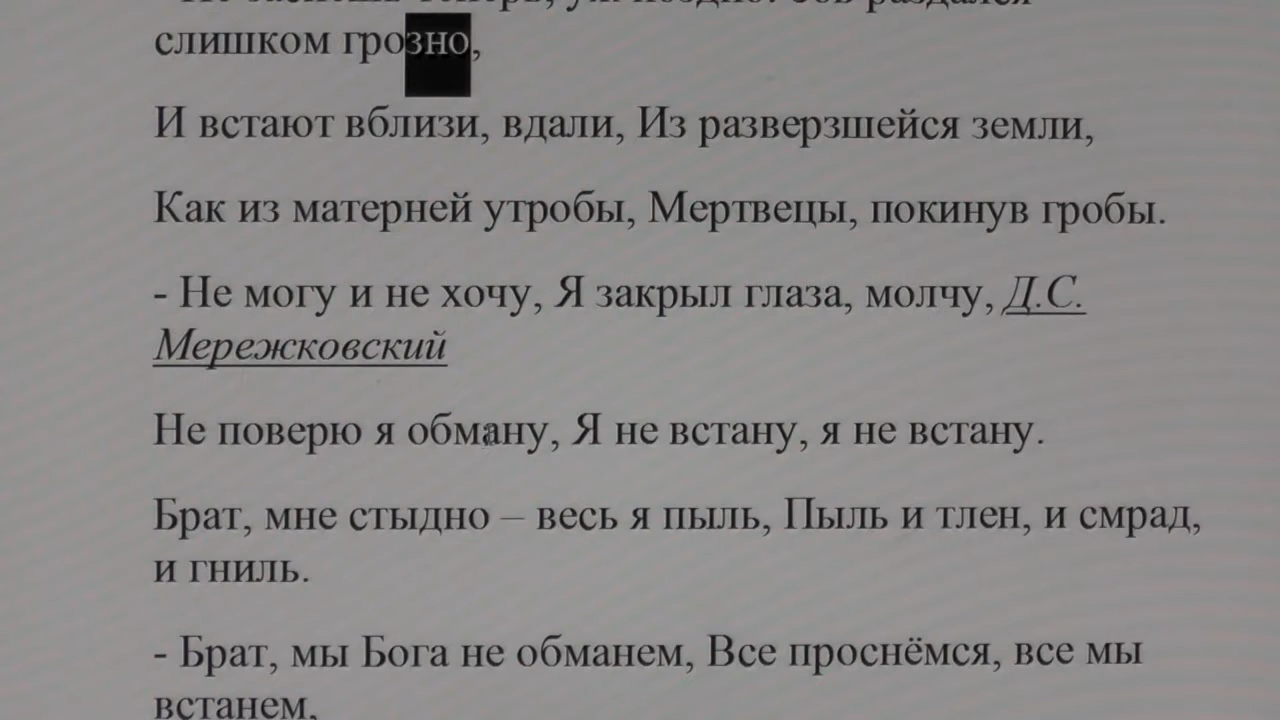 слишком грозно,
И встают вблизи, вдали, Из разверзшейся земли,
Как из матерней утробы, Мертвецы, покинув гробы.
- Не могу и не хочу, Я закрыл глаза, молчу, Д.С.
Мережковский
Не поверю я обману, Я не встану, я не встану.
Брат, мне стыдно – весь я пыль, Пыль и тлен, и смрад,
и гниль.
- Брат, мы Бога не обманем, Все проснёмся, все мы
встанем,